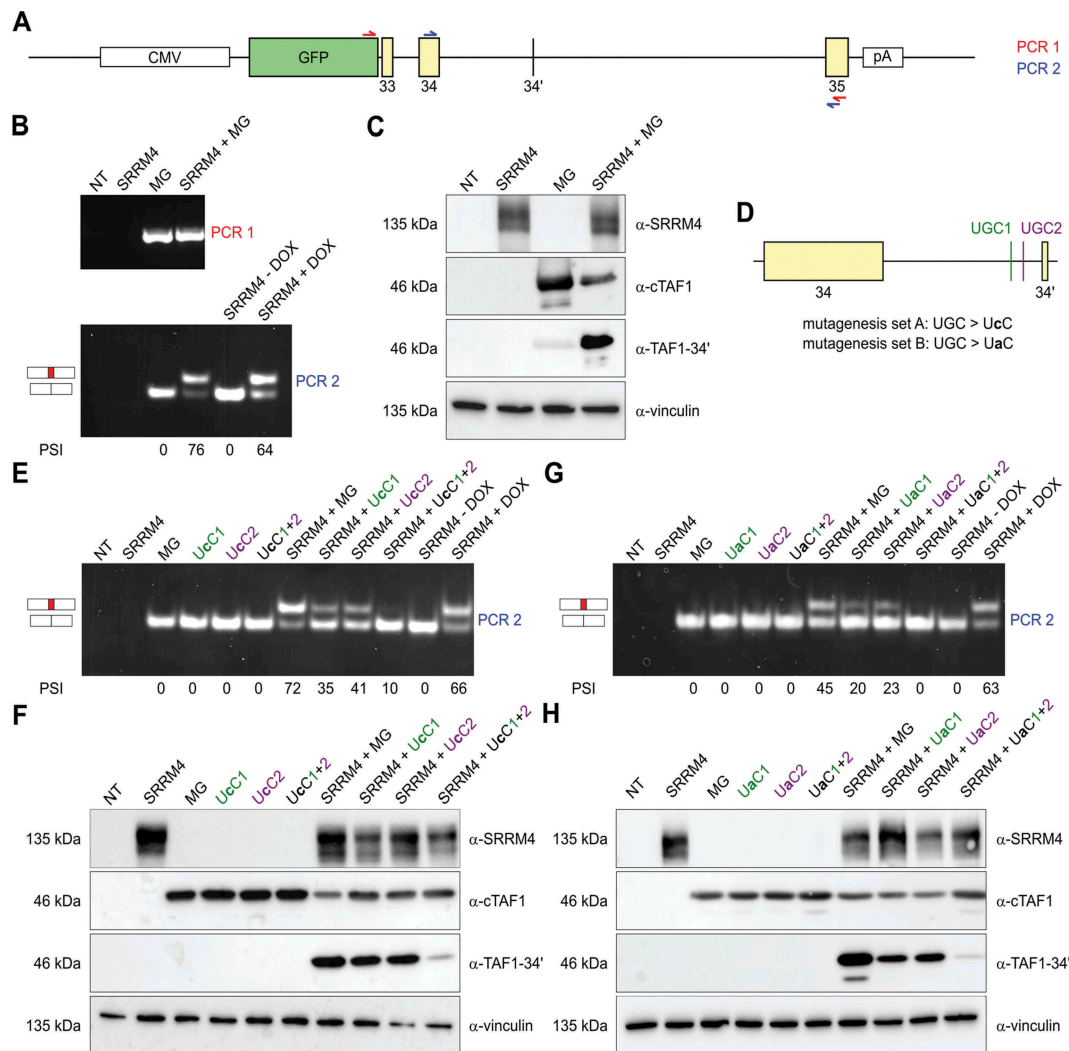 A
CMV
GFP
33
34
34'
35
pA
PCR 1
PCR 2
B
NT
SRRM4
MG
SRRM4 + MG
PCR 1
SRRM4 - DOX
SRRM4 + DOX
PCR 2
PSI 0 76 0 64
C
NT
SRRM4
MG
SRRM4 + MG
135 kDa α-SRRM4
46 kDa α-cTAF1
46 kDa α-TAF1-34'
135 kDa α-vinculin
D
UGC1 UGC2
34 34'
mutagenesis set A: UGC > UcC
mutagenesis set B: UGC > UaC
E
NT
SRRM4
MG
UcC1
UcC2
UcC1+2
SRRM4 + MG
SRRM4 + UcC1
SRRM4 + UcC2
SRRM4 + UcC1+2
SRRM4 - DOX
SRRM4 + DOX
PCR 2
PSI 0 0 0 0 72 35 41 10 0 66
G
NT
SRRM4
MG
UaC1
UaC2
UaC1+2
SRRM4 + MG
SRRM4 + UaC1
SRRM4 + UaC2
SRRM4 + UaC1+2
SRRM4 - DOX
SRRM4 + DOX
PCR 2
PSI 0 0 0 0 45 20 23 0 0 63
F
NT
SRRM4
MG
UcC1
UcC2
UcC1+2
SRRM4 + MG
SRRM4 + UcC1
SRRM4 + UcC2
SRRM4 + UcC1+2
135 kDa α-SRRM4
46 kDa α-cTAF1
46 kDa α-TAF1-34'
135 kDa α-vinculin
H
NT
SRRM4
MG
UaC1
UaC2
UaC1+2
SRRM4 + MG
SRRM4 + UaC1
SRRM4 + UaC2
SRRM4 + UaC1+2
135 kDa α-SRRM4
46 kDa α-cTAF1
46 kDa α-TAF1-34'
135 kDa α-vinculin